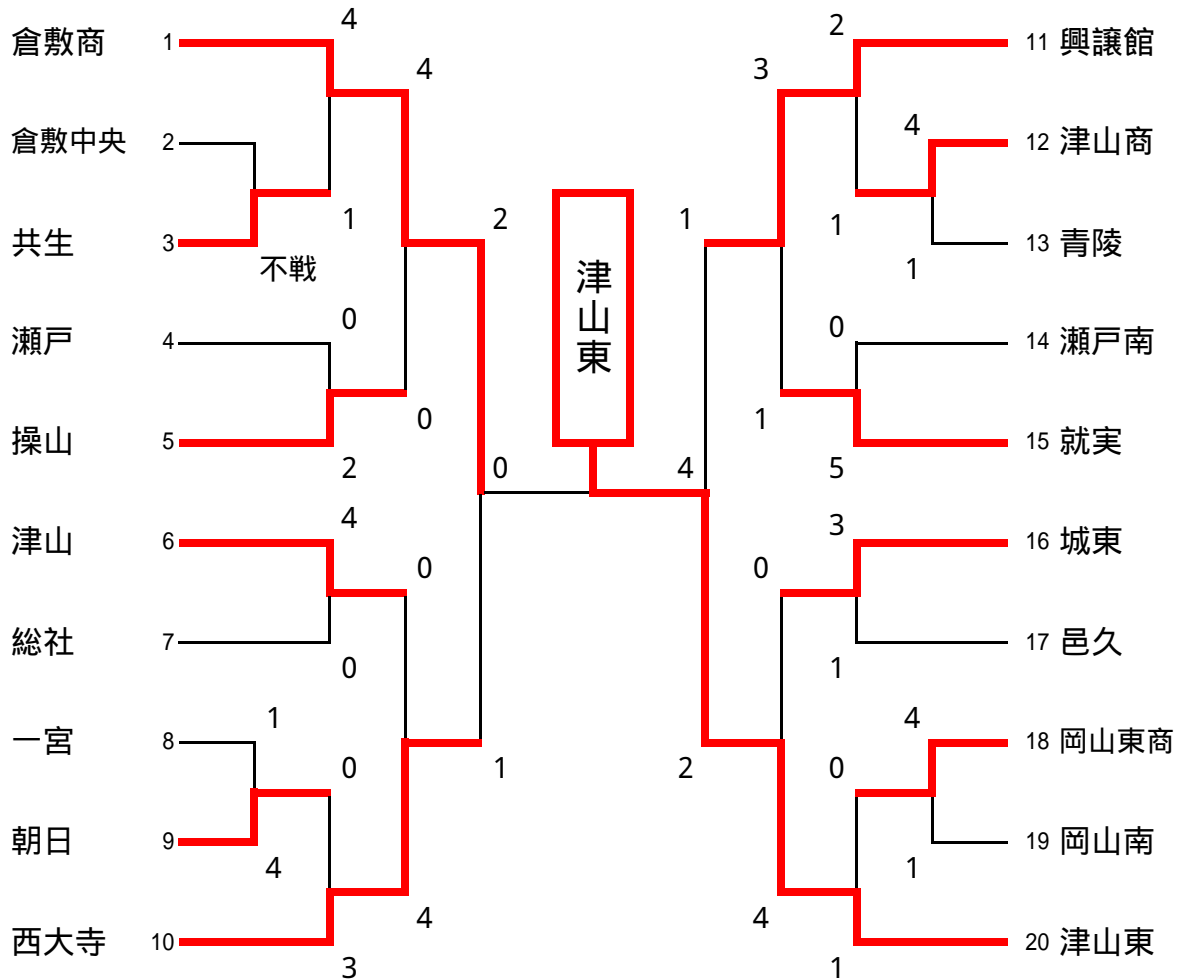 4
倉敷商 1
4
倉敷中央 2
1
共生 3
不戦
瀬戸 4
0
操山 5
2
0
2
津山 6
4
0
総社 7
0
一宮 8
1
0
朝日 9
4
西大寺 10
3
4
0
1
津山東
2
11 興譲館
3
4
12 津山商
1
13 青陵
1
1
0
14 瀬戸南
15 就実
5
1
4
3
16 城東
0
17 邑久
1
4
18 岡山東商
0
19 岡山南
1
2
20 津山東
4
1